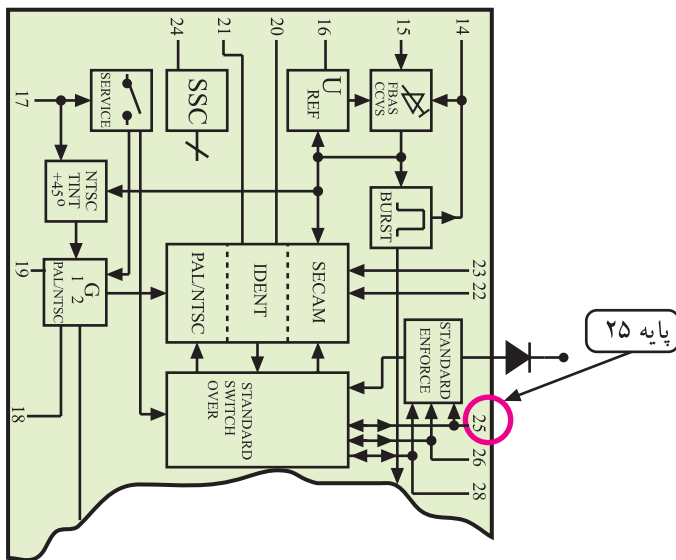 24
21
20
16
15
14
SERVICE
SSC
U
REF
FBAS
CCVS
17
NTSC
TINT
+45º
BURST
19
G
1 2
PAL/NTSC
PAL/NTSC
IDENT
SECAM
23
22
STANDARD
ENFORCE
پایه ۲۵
18
STANDARD
SWITCH
OVER
25
26
28